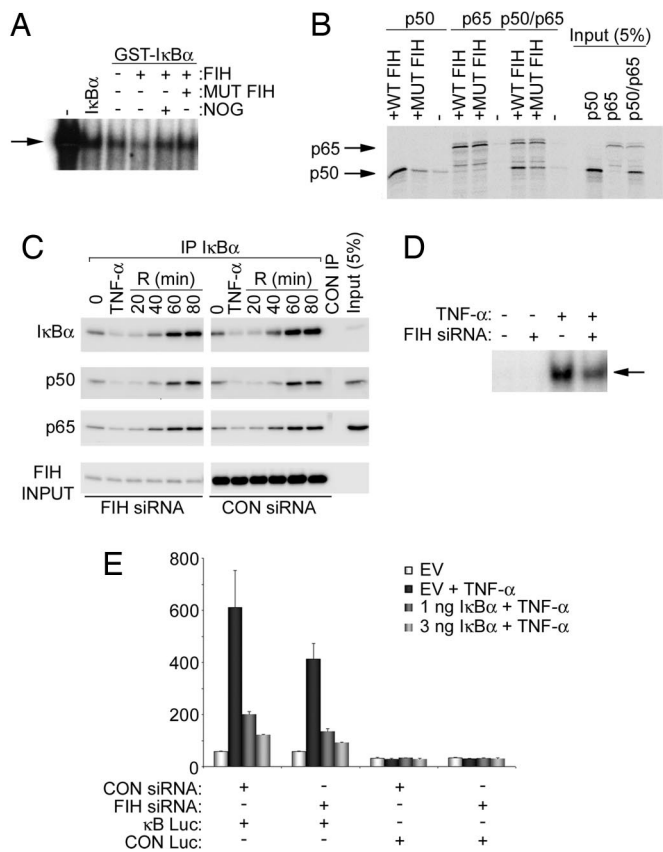 A
GST-IκBα
- IκBα - + + + :FIH
+ :MUT FIH
+ :NOG
B
p50 p65 p50/p65 Input (5%)
+WT FIH +MUT FIH - +WT FIH +MUT FIH - +WT FIH +MUT FIH - p50 p65 p50/p65
p65
p50
C
IP IκBα
R (min) R (min)
0 TNF-α 20 40 60 80 0 TNF-α 20 40 60 80 CON IP Input (5%)
IκBα
p50
p65
FIH
INPUT
FIH siRNA CON siRNA
D
TNF-α: - - + +
FIH siRNA: - + - +
E
800
600
400
200
0
EV
EV + TNF-α
1 ng IκBα + TNF-α
3 ng IκBα + TNF-α
CON siRNA: + - + -
FIH siRNA: - + - +
κB Luc: + + - -
CON Luc: - - + +